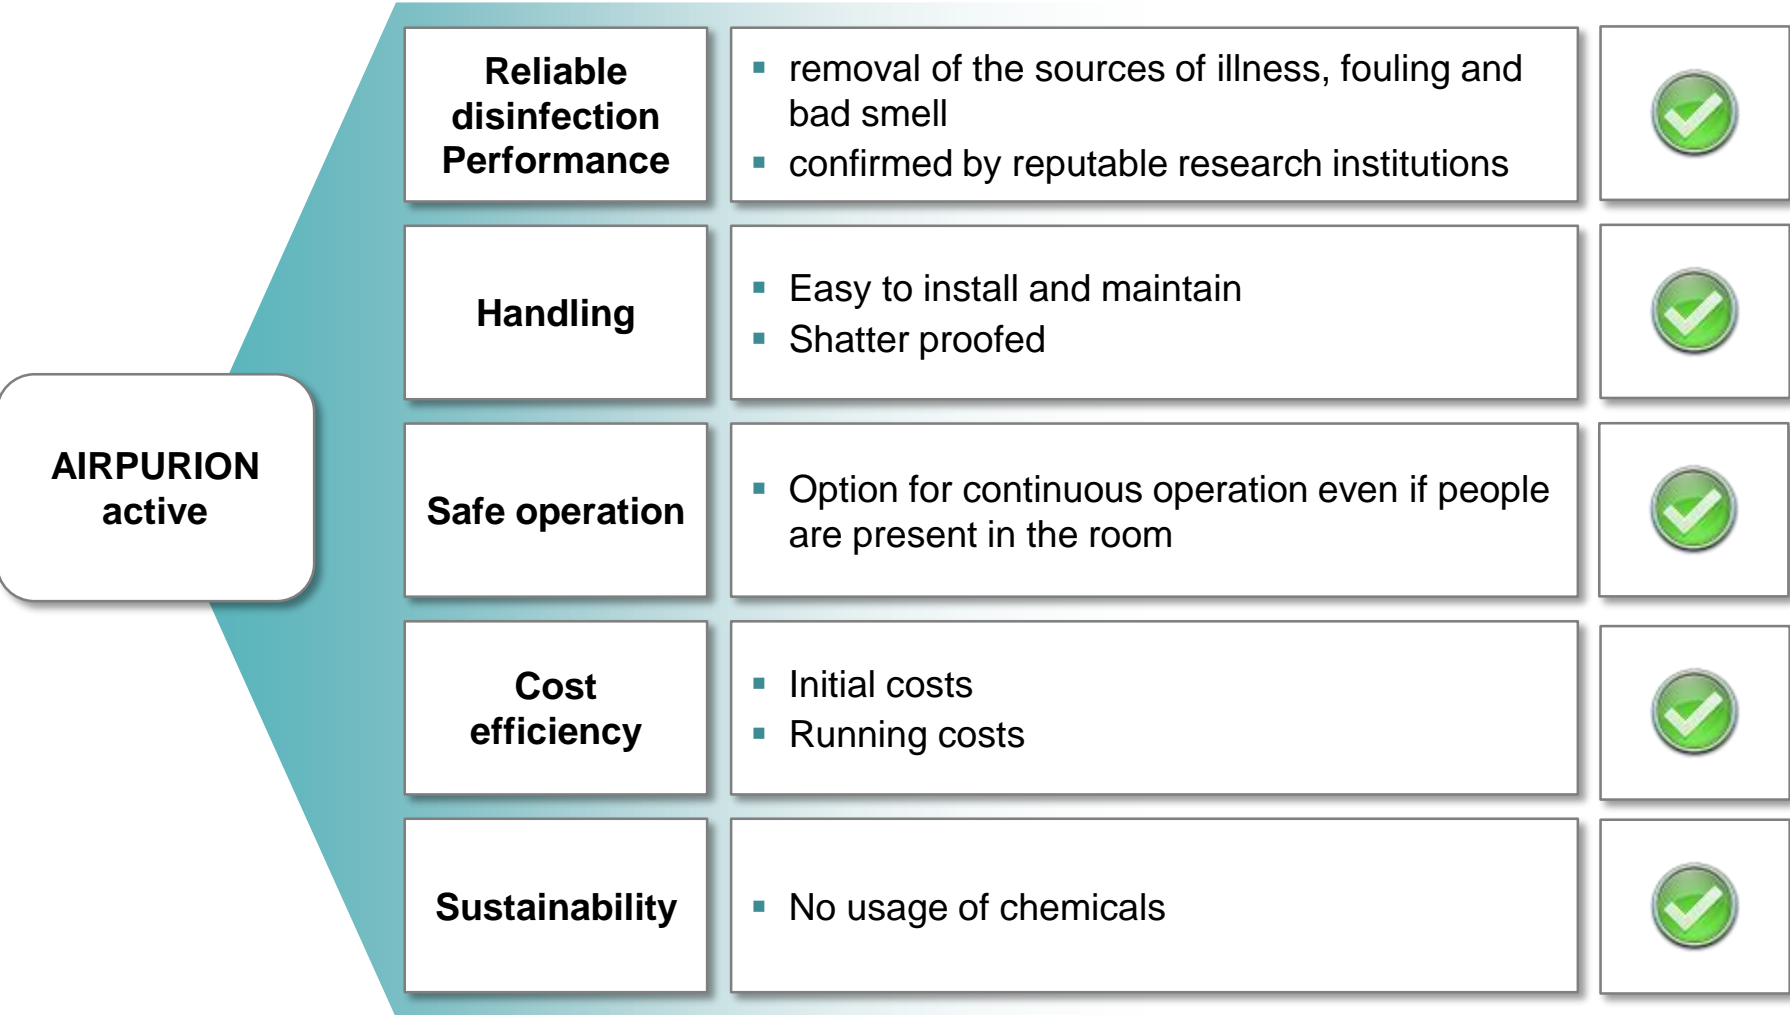 AIRPURION
active
Reliable
disinfection
Performance
removal of the sources of illness, fouling and
bad smell
confirmed by reputable research institutions
Handling
Easy to install and maintain
Shatter proofed
Safe operation
Option for continuous operation even if people
are present in the room
Cost
efficiency
Initial costs
Running costs
Sustainability
No usage of chemicals